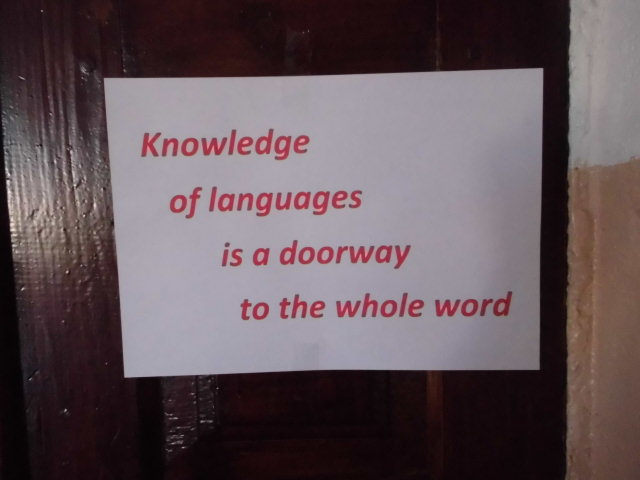 Knowledge
of languages
is a doorway
to the whole word